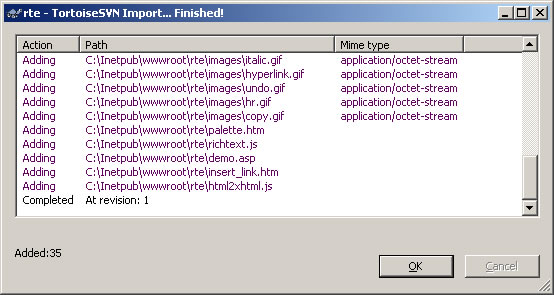 rte - TortoiseSVN Import... Finished!
Action Path Mime type
Adding C:\Inetpub\wwwroot\rte\images\italic.gif application/octet-stream
Adding C:\Inetpub\wwwroot\rte\images\hyperlink.gif application/octet-stream
Adding C:\Inetpub\wwwroot\rte\images\undo.gif application/octet-stream
Adding C:\Inetpub\wwwroot\rte\images\hr.gif application/octet-stream
Adding C:\Inetpub\wwwroot\rte\images\copy.gif application/octet-stream
Adding C:\Inetpub\wwwroot\rte\palette.htm
Adding C:\Inetpub\wwwroot\rte\richtext.js
Adding C:\Inetpub\wwwroot\rte\demo.asp
Adding C:\Inetpub\wwwroot\rte\insert_link.htm
Adding C:\Inetpub\wwwroot\rte\html2xhtml.js
Completed At revision: 1
Added:35
OK Cancel